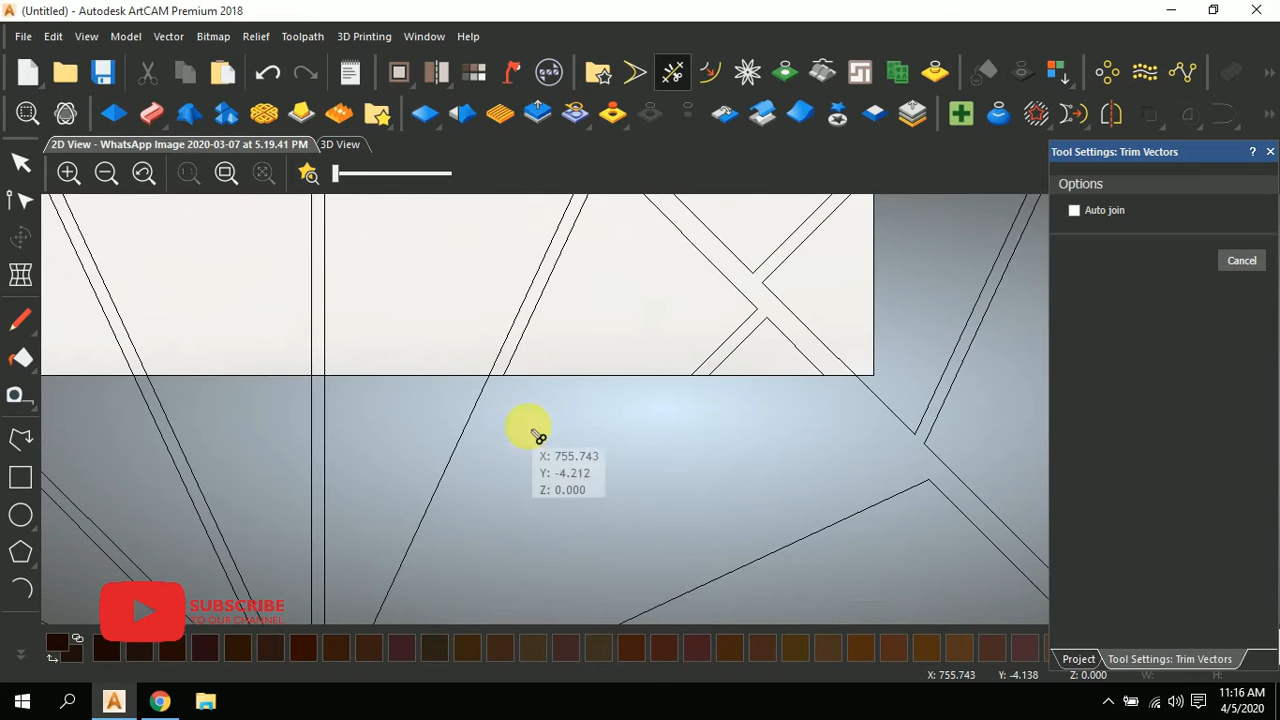 (Untitled) - Autodesk ArtCAM Premium 2018
File Edit View Model Vector Bitmap Relief Toolpath 3D Printing Window Help
2D View - WhatsApp Image 2020-03-07 at 5.19.41 PM 3D View
Tool Settings: Trim Vectors
Options
Auto join
Cancel
X: 755.743
Y: -4.212
Z: 0.000
SUBSCRIBE
TO OUR CHANNEL
Project Tool Settings: Trim Vectors
X: 755.743 Y: -4.138 Z: 0.000 W: H:
11:16 AM
4/5/2020